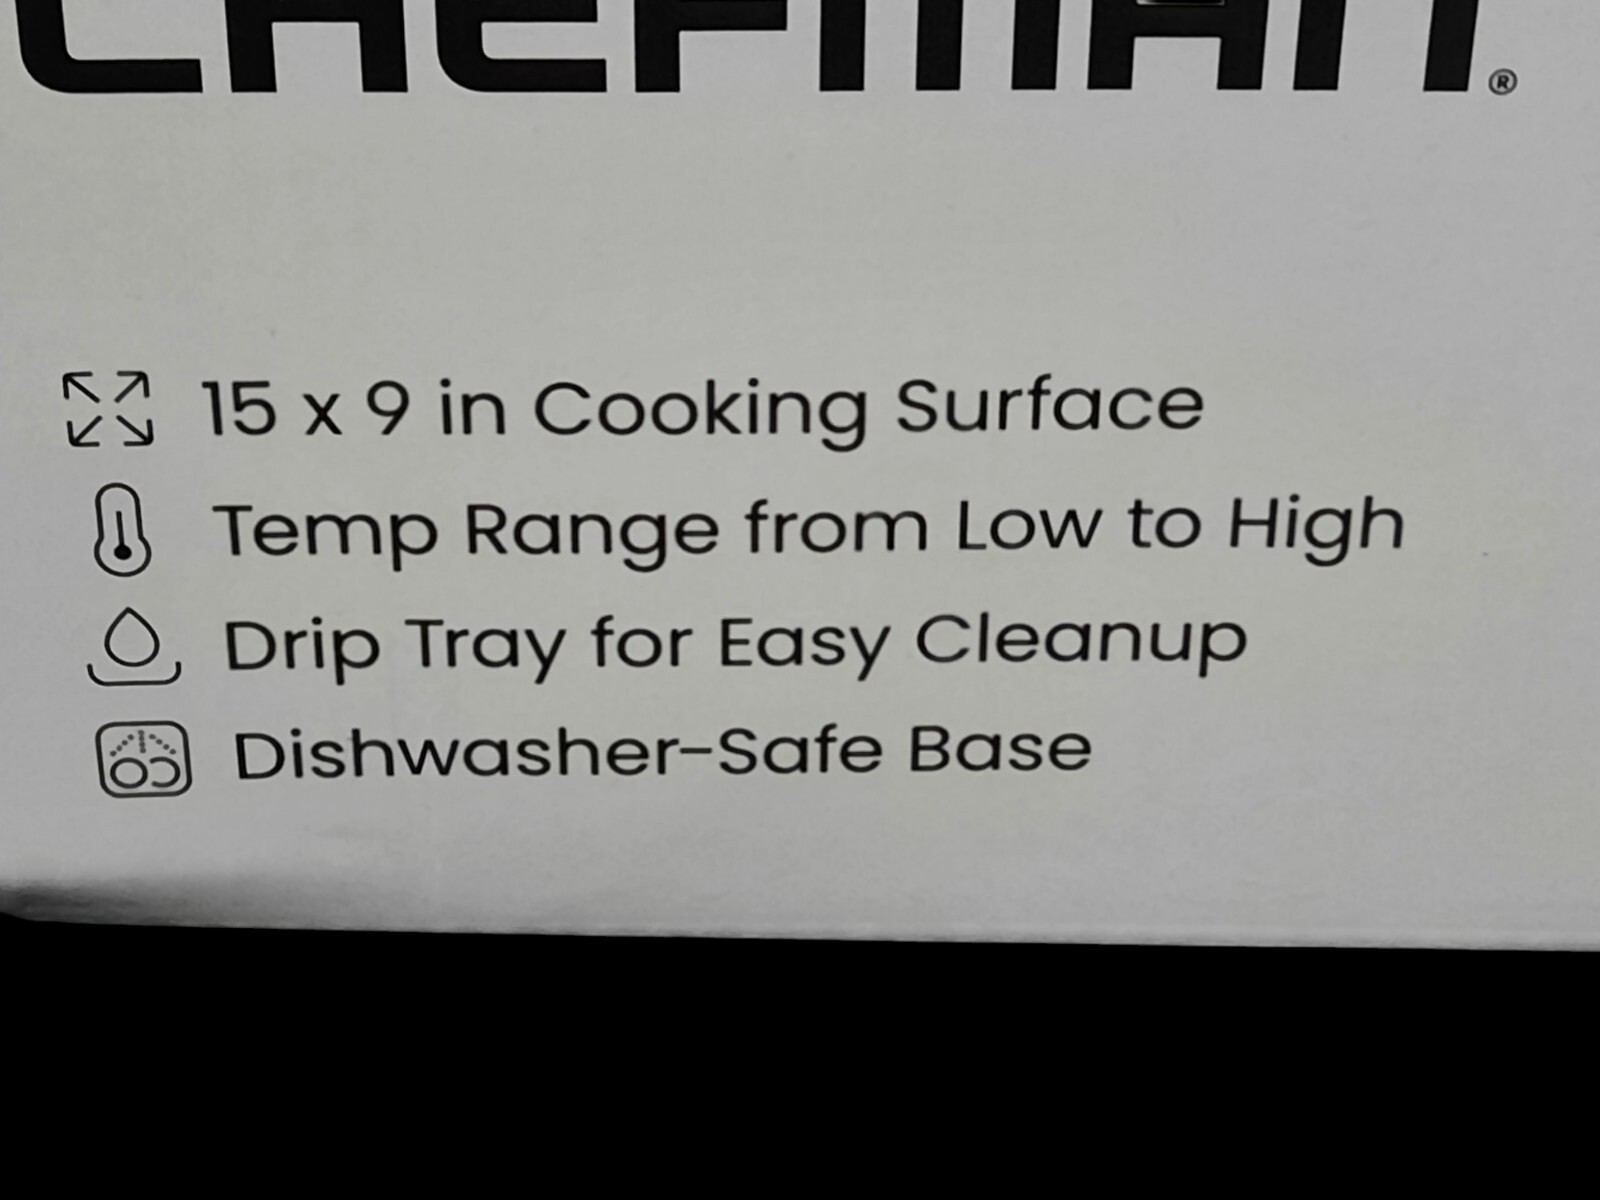 CHEFMAN®
15 x 9 in Cooking Surface
Temp Range from Low to High
Drip Tray for Easy Cleanup
Dishwasher-Safe Base